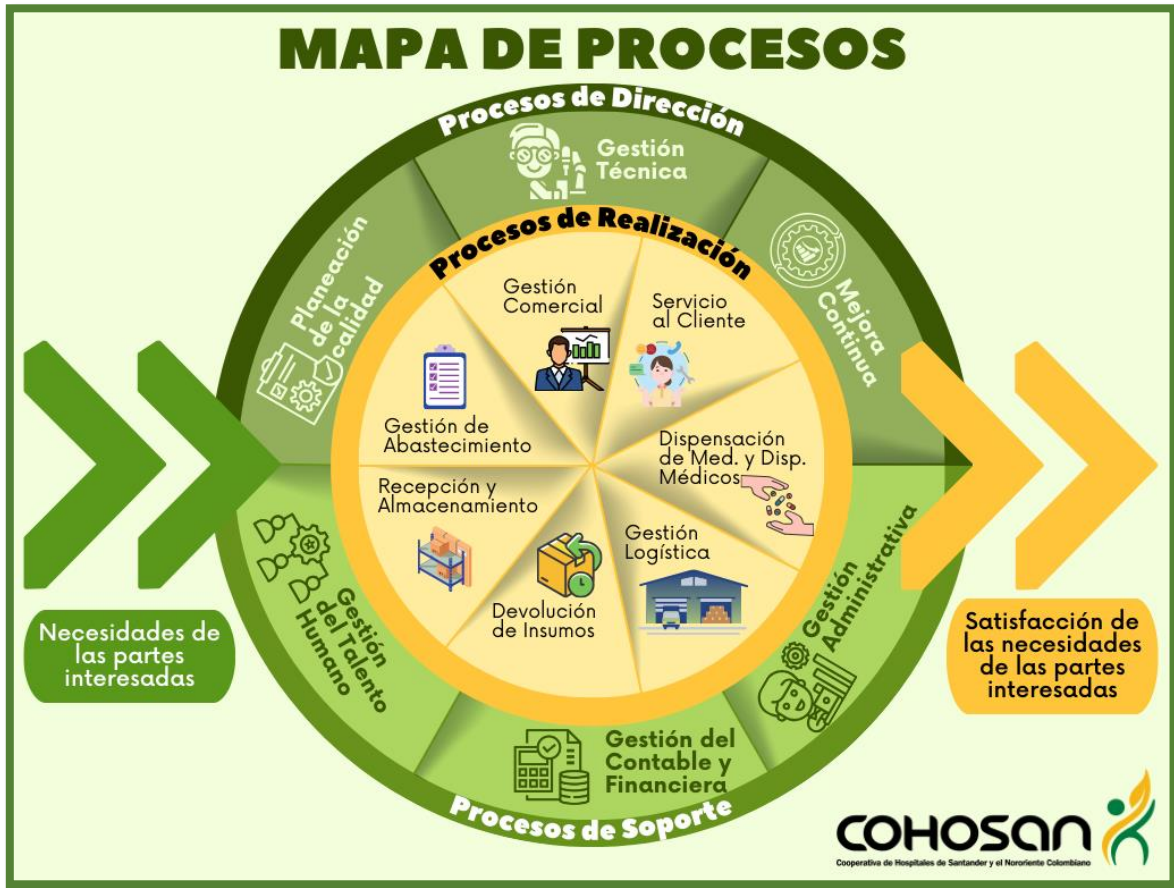 MAPA DE PROCESOS
Procesos de Dirección
Gestión
Técnica
Planeación
de la
calidad
Mejora
Continua
Procesos de Realización
Gestión
Comercial
Servicio
al Cliente
Gestión de
Abastecimiento
Dispensación
de Med. y Disp.
Médicos
Recepción y
Almacenamiento
Gestión
Logística
Devolución
de Insumos
Gestión
del Talento
Humano
Gestión
Administrativa
Gestión del
Contable y
Financiera
Procesos de Soporte
Necesidades de
las partes
interesadas
Satisfacción de
las necesidades
de las partes
interesadas
COHOSAN
Cooperativa de Hospitales de Santander y el Nororiente Colombiano